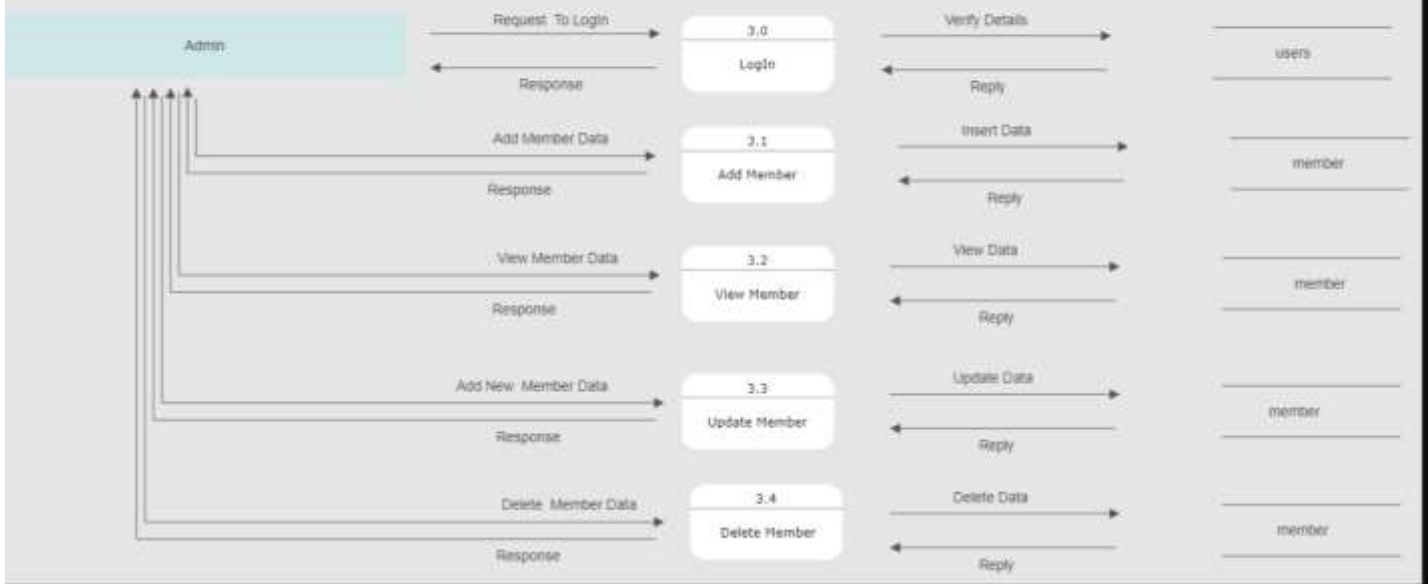 Request To Login
3.0
Verify Details
Admin
LogIn
users
Response
Reply
Add Member Data
3.1
Insert Data
Add Member
member
Response
Reply
View Member Data
3.2
View Data
View Member
member
Response
Reply
Add New Member Data
3.3
Update Data
Update Member
member
Response
Reply
Delete Member Data
3.4
Delete Data
Delete Member
member
Response
Reply